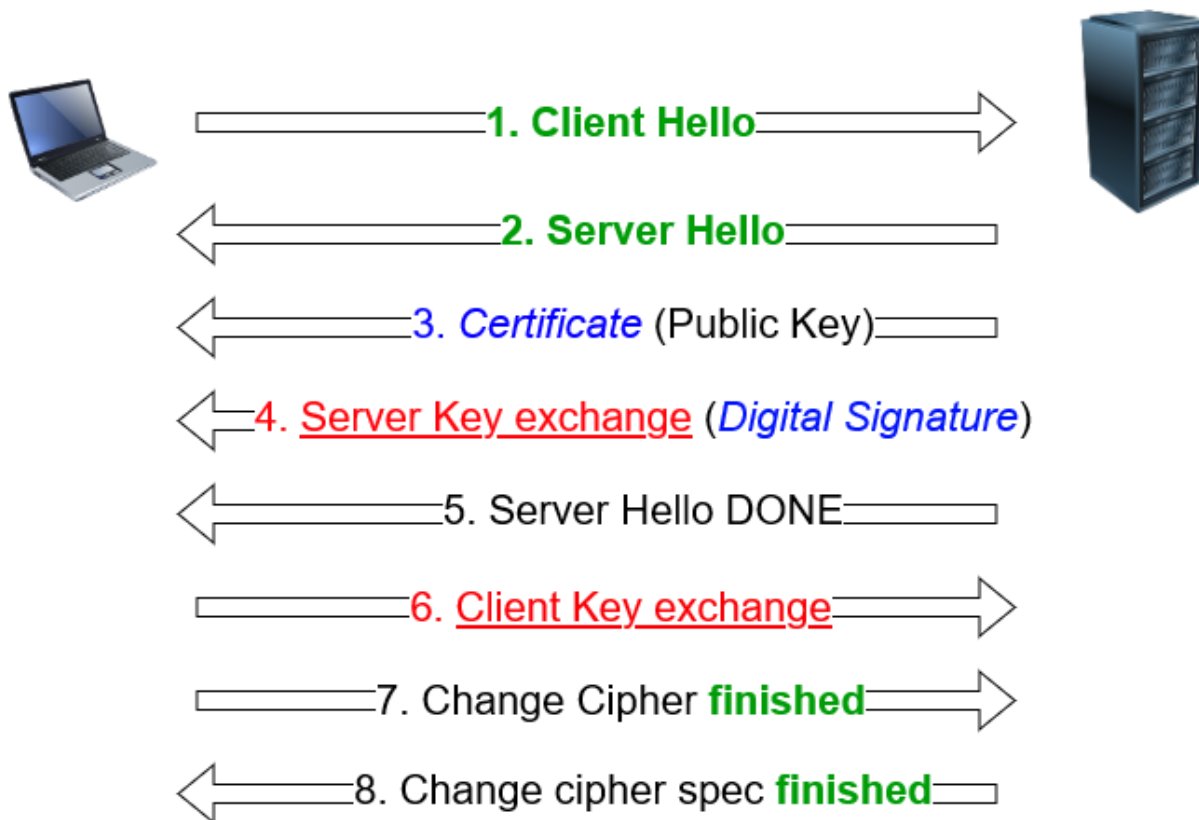 1. Client Hello
2. Server Hello
3. Certificate (Public Key)
4. Server Key exchange (Digital Signature)
5. Server Hello DONE
6. Client Key exchange
7. Change Cipher finished
8. Change cipher spec finished